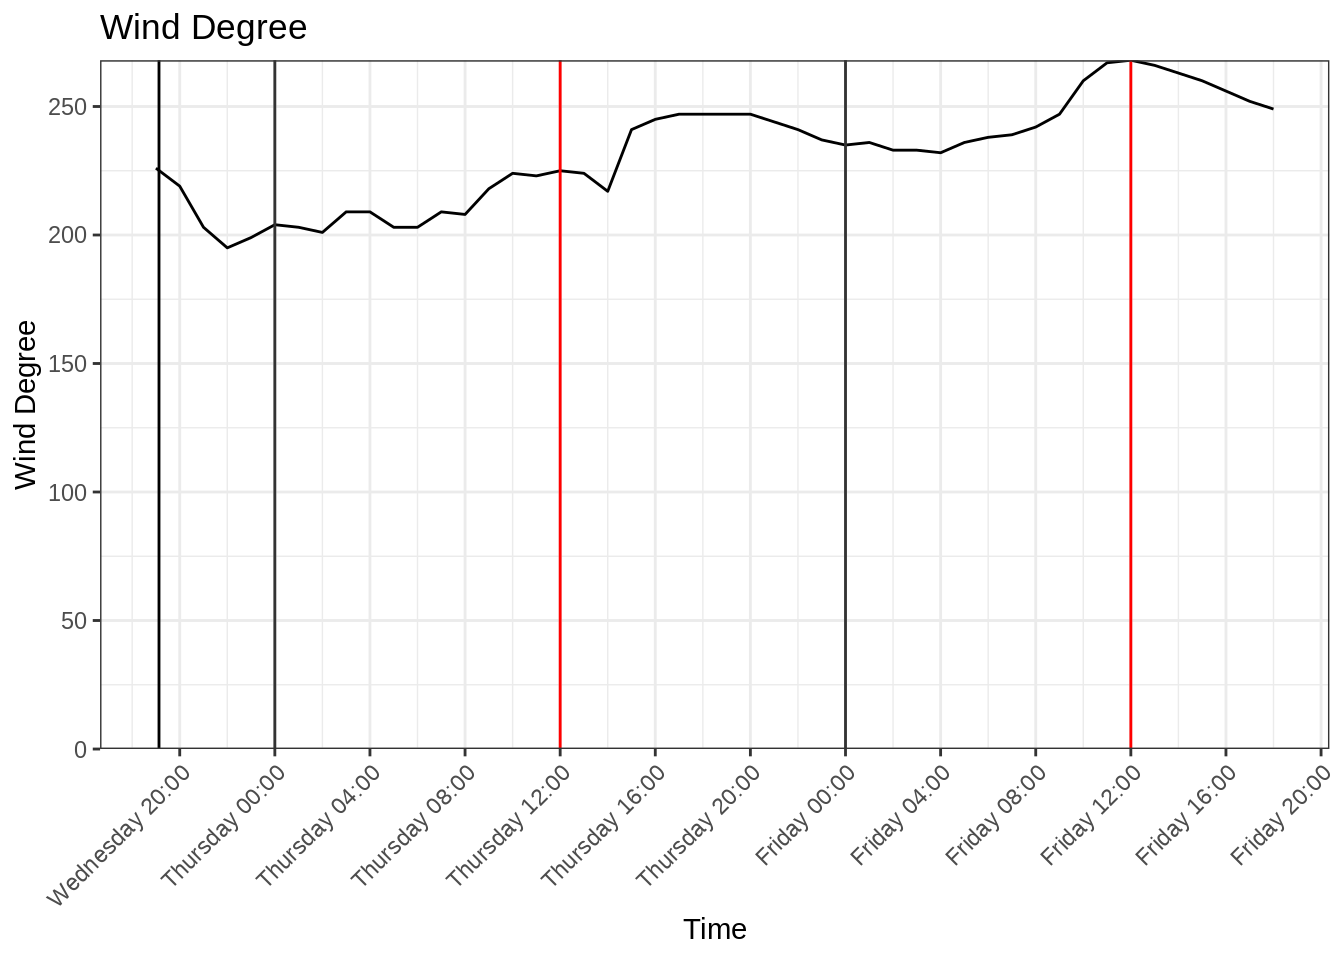 Wind Degree
Wind Degree
250
200
150
100
50
0
Wednesday 20:00
Thursday 00:00
Thursday 04:00
Thursday 08:00
Thursday 12:00
Thursday 16:00
Thursday 20:00
Friday 00:00
Friday 04:00
Friday 08:00
Friday 12:00
Friday 16:00
Friday 20:00
Time